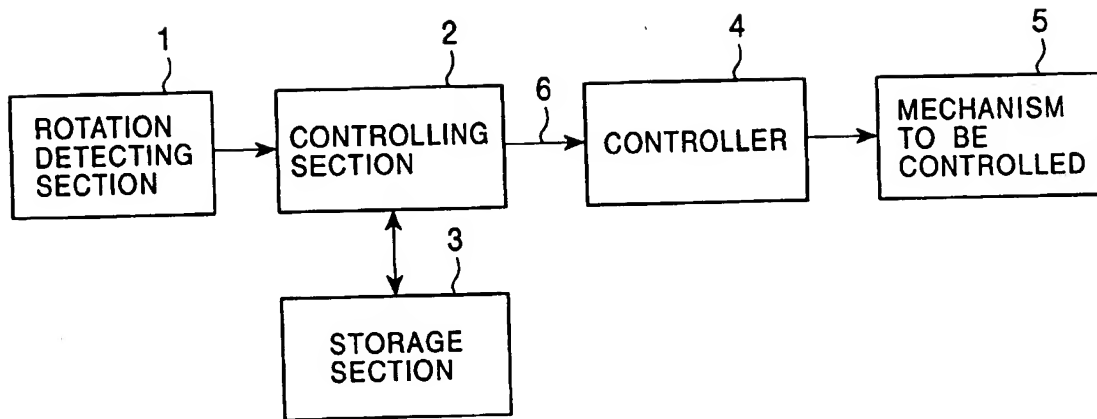 1
2
4
5
6
ROTATION
DETECTING
SECTION
CONTROLLING
SECTION
CONTROLLER
MECHANISM
TO BE
CONTROLLED
3
STORAGE
SECTION